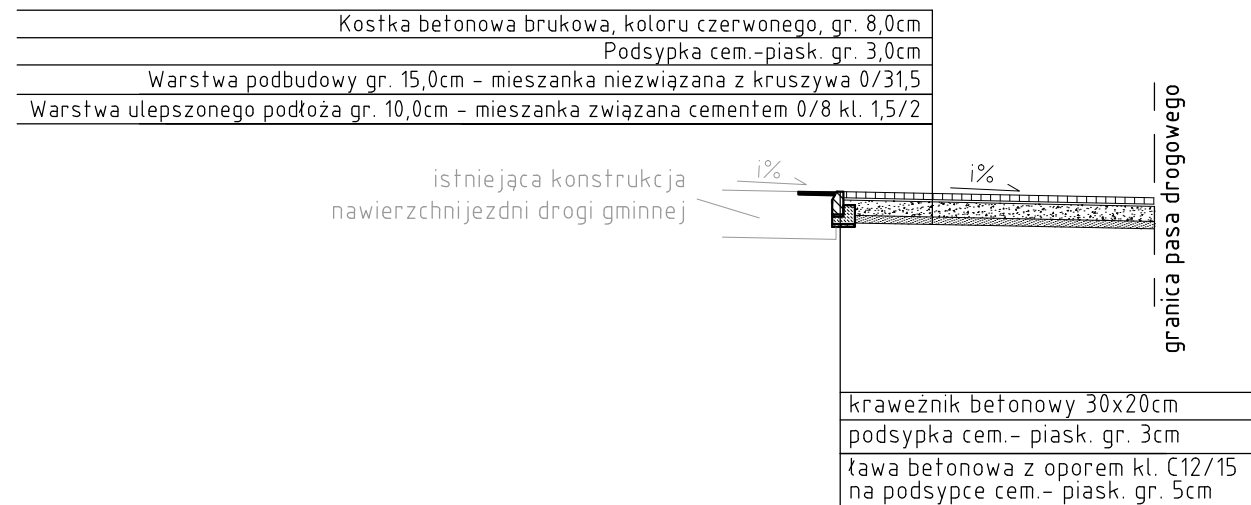 Kostka betonowa brukowa, koloru czerwonego, gr. 8,0cm
Podsypka cem.-piask. gr. 3,0cm
Warstwa podbudowy gr. 15,0cm – mieszanka niezwiązana z kruszywa 0/31,5
Warstwa ulepszonego podłoża gr. 10,0cm – mieszanka związana cementem 0/8 kl. 1,5/2
istniejąca konstrukcja
nawierzchnijezdni drogi gminnej
i%
i%
granica pasa drogowego
kraweżnik betonowy 30x20cm
podsypka cem.- piask. gr. 3cm
ława betonowa z oporem kl. C12/15
na podsypce cem.- piask. gr. 5cm